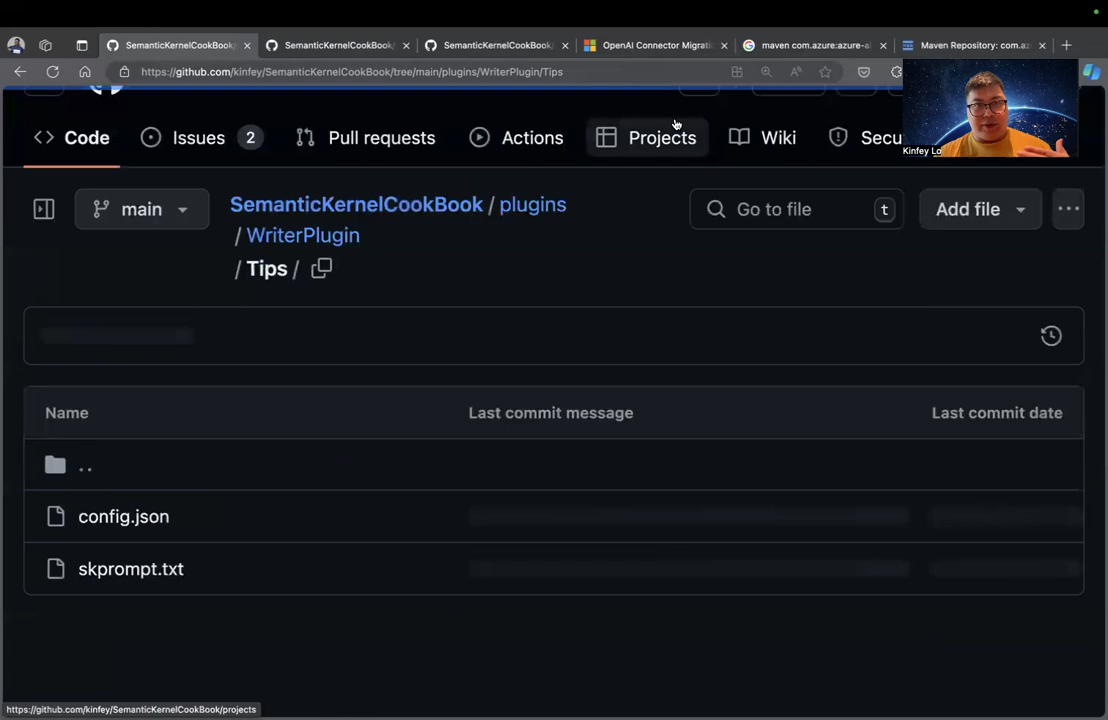 SemanticKernelCookBook/
SemanticKernelCookBook/
SemanticKernelCookBook/
OpenAI Connector Migrati
maven com.azure:azure-a
Maven Repository: com.az
https://github.com/kinfey/SemanticKernelCookBook/tree/main/plugins/WriterPlugin/Tips
Kinfey Lo
Code
Issues 2
Pull requests
Actions
Projects
Wiki
Secu
main
SemanticKernelCookBook / plugins
/ WriterPlugin
/ Tips /
Go to file t
Add file
Name Last commit message Last commit date
..
config.json
skprompt.txt
https://github.com/kinfey/SemanticKernelCookBook/projects